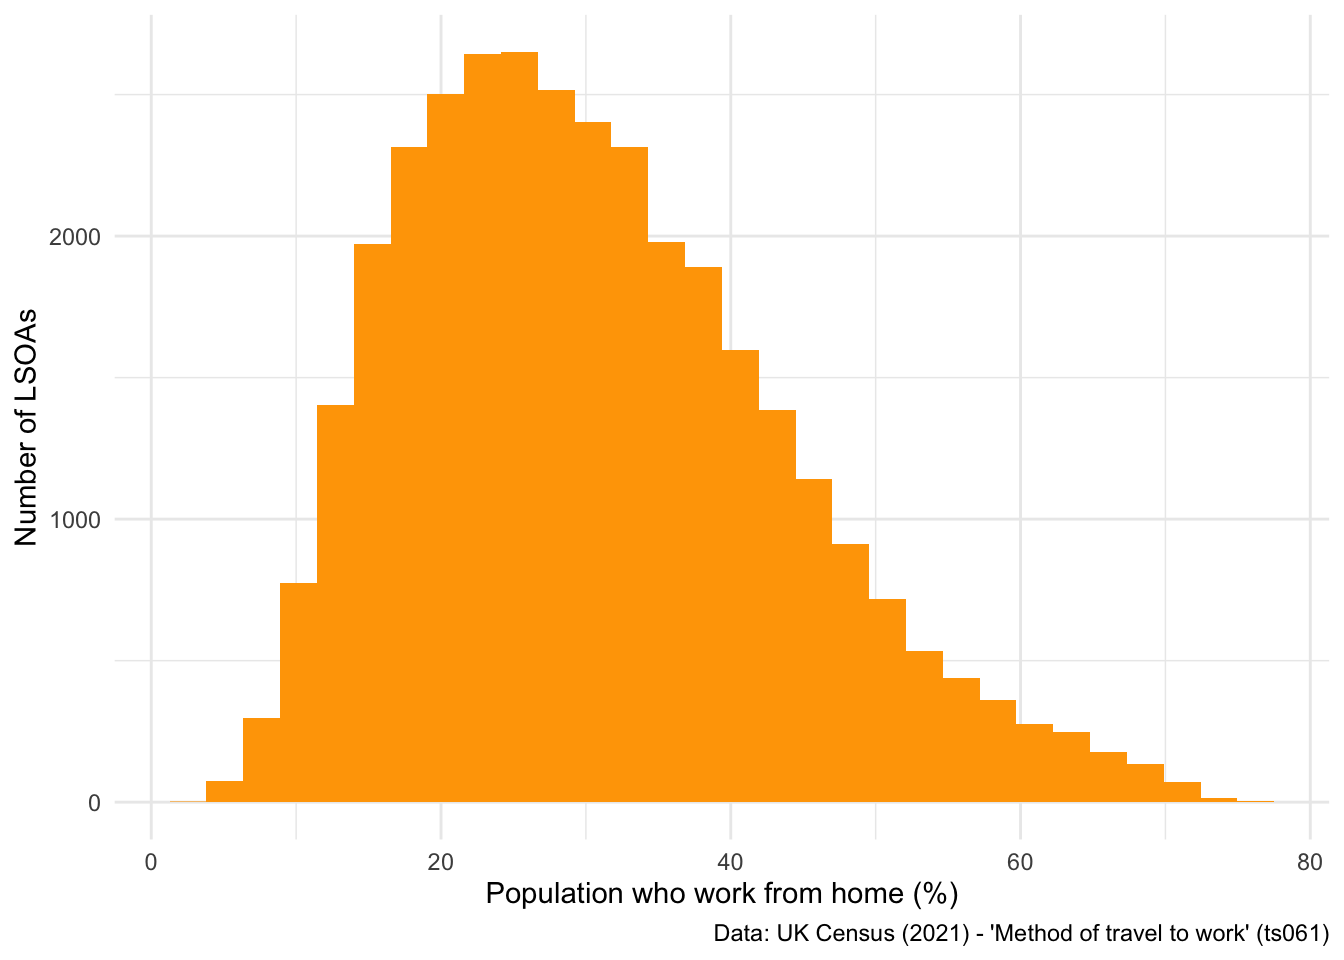 Number of LSOAs
2000
1000
0
0 20 40 60 80
Population who work from home (%)
Data: UK Census (2021) - 'Method of travel to work' (ts061)